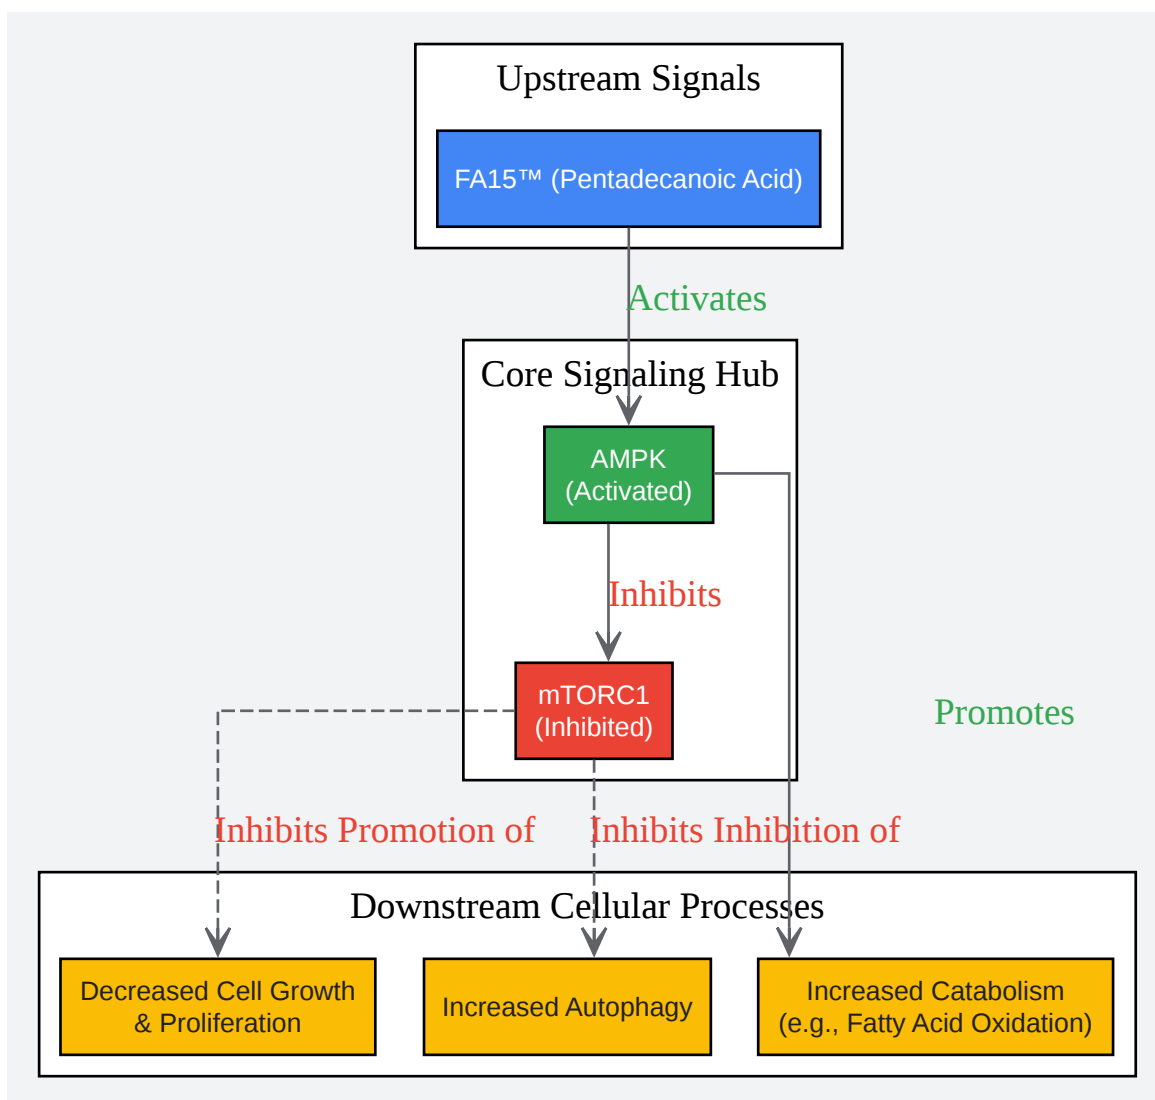 Upstream Signals
FA15™ (Pentadecanoic Acid)
Activates
Core Signaling Hub
AMPK
(Activated)
Inhibits
mTORC1
(Inhibited)
Promotes
Inhibits Promotion of
Inhibits Inhibition of
Downstream Cellular Processes
Decreased Cell Growth
& Proliferation
Increased Autophagy
Increased Catabolism
(e.g., Fatty Acid Oxidation)